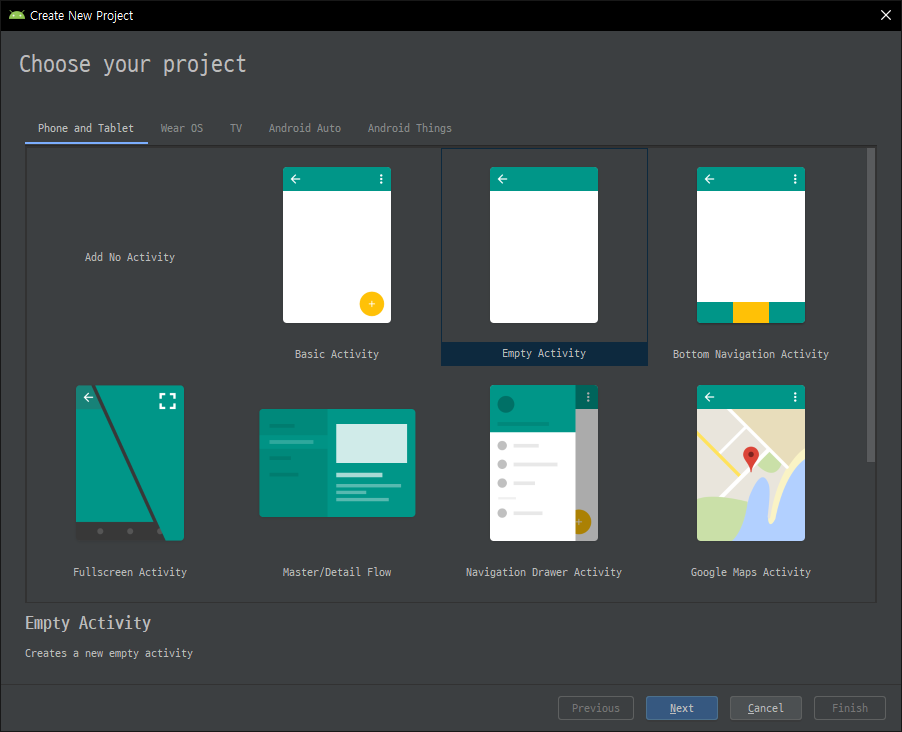 Create New Project
Choose your project
Phone and Tablet Wear OS TV Android Auto Android Things
Add No Activity
Basic Activity
Empty Activity
Bottom Navigation Activity
Fullscreen Activity
Master/Detail Flow
Navigation Drawer Activity
Google Maps Activity
Empty Activity
Creates a new empty activity
Previous Next Cancel Finish